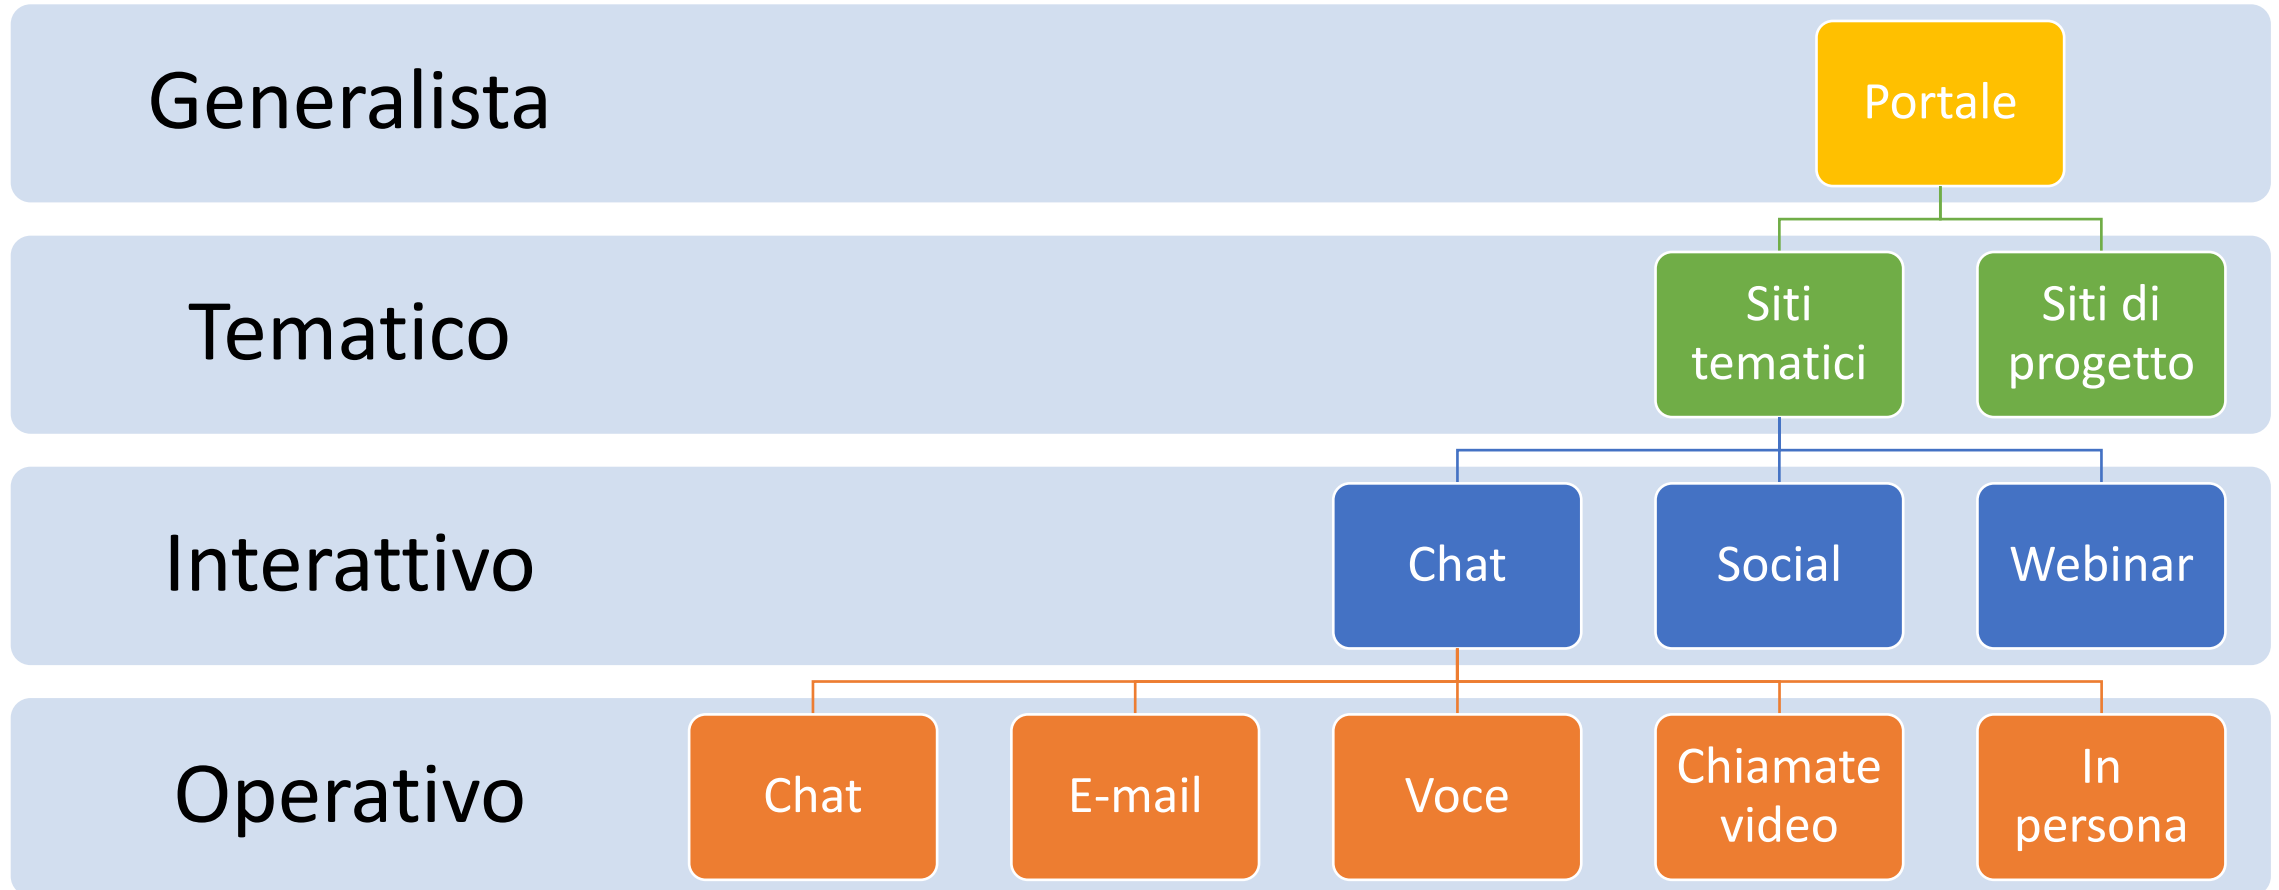 Generalista
Portale
Tematico
Siti
tematici
Siti di
progetto
Interattivo
Chat
Social
Webinar
Operativo
Chat
E-mail
Voce
Chiamate
video
In
persona